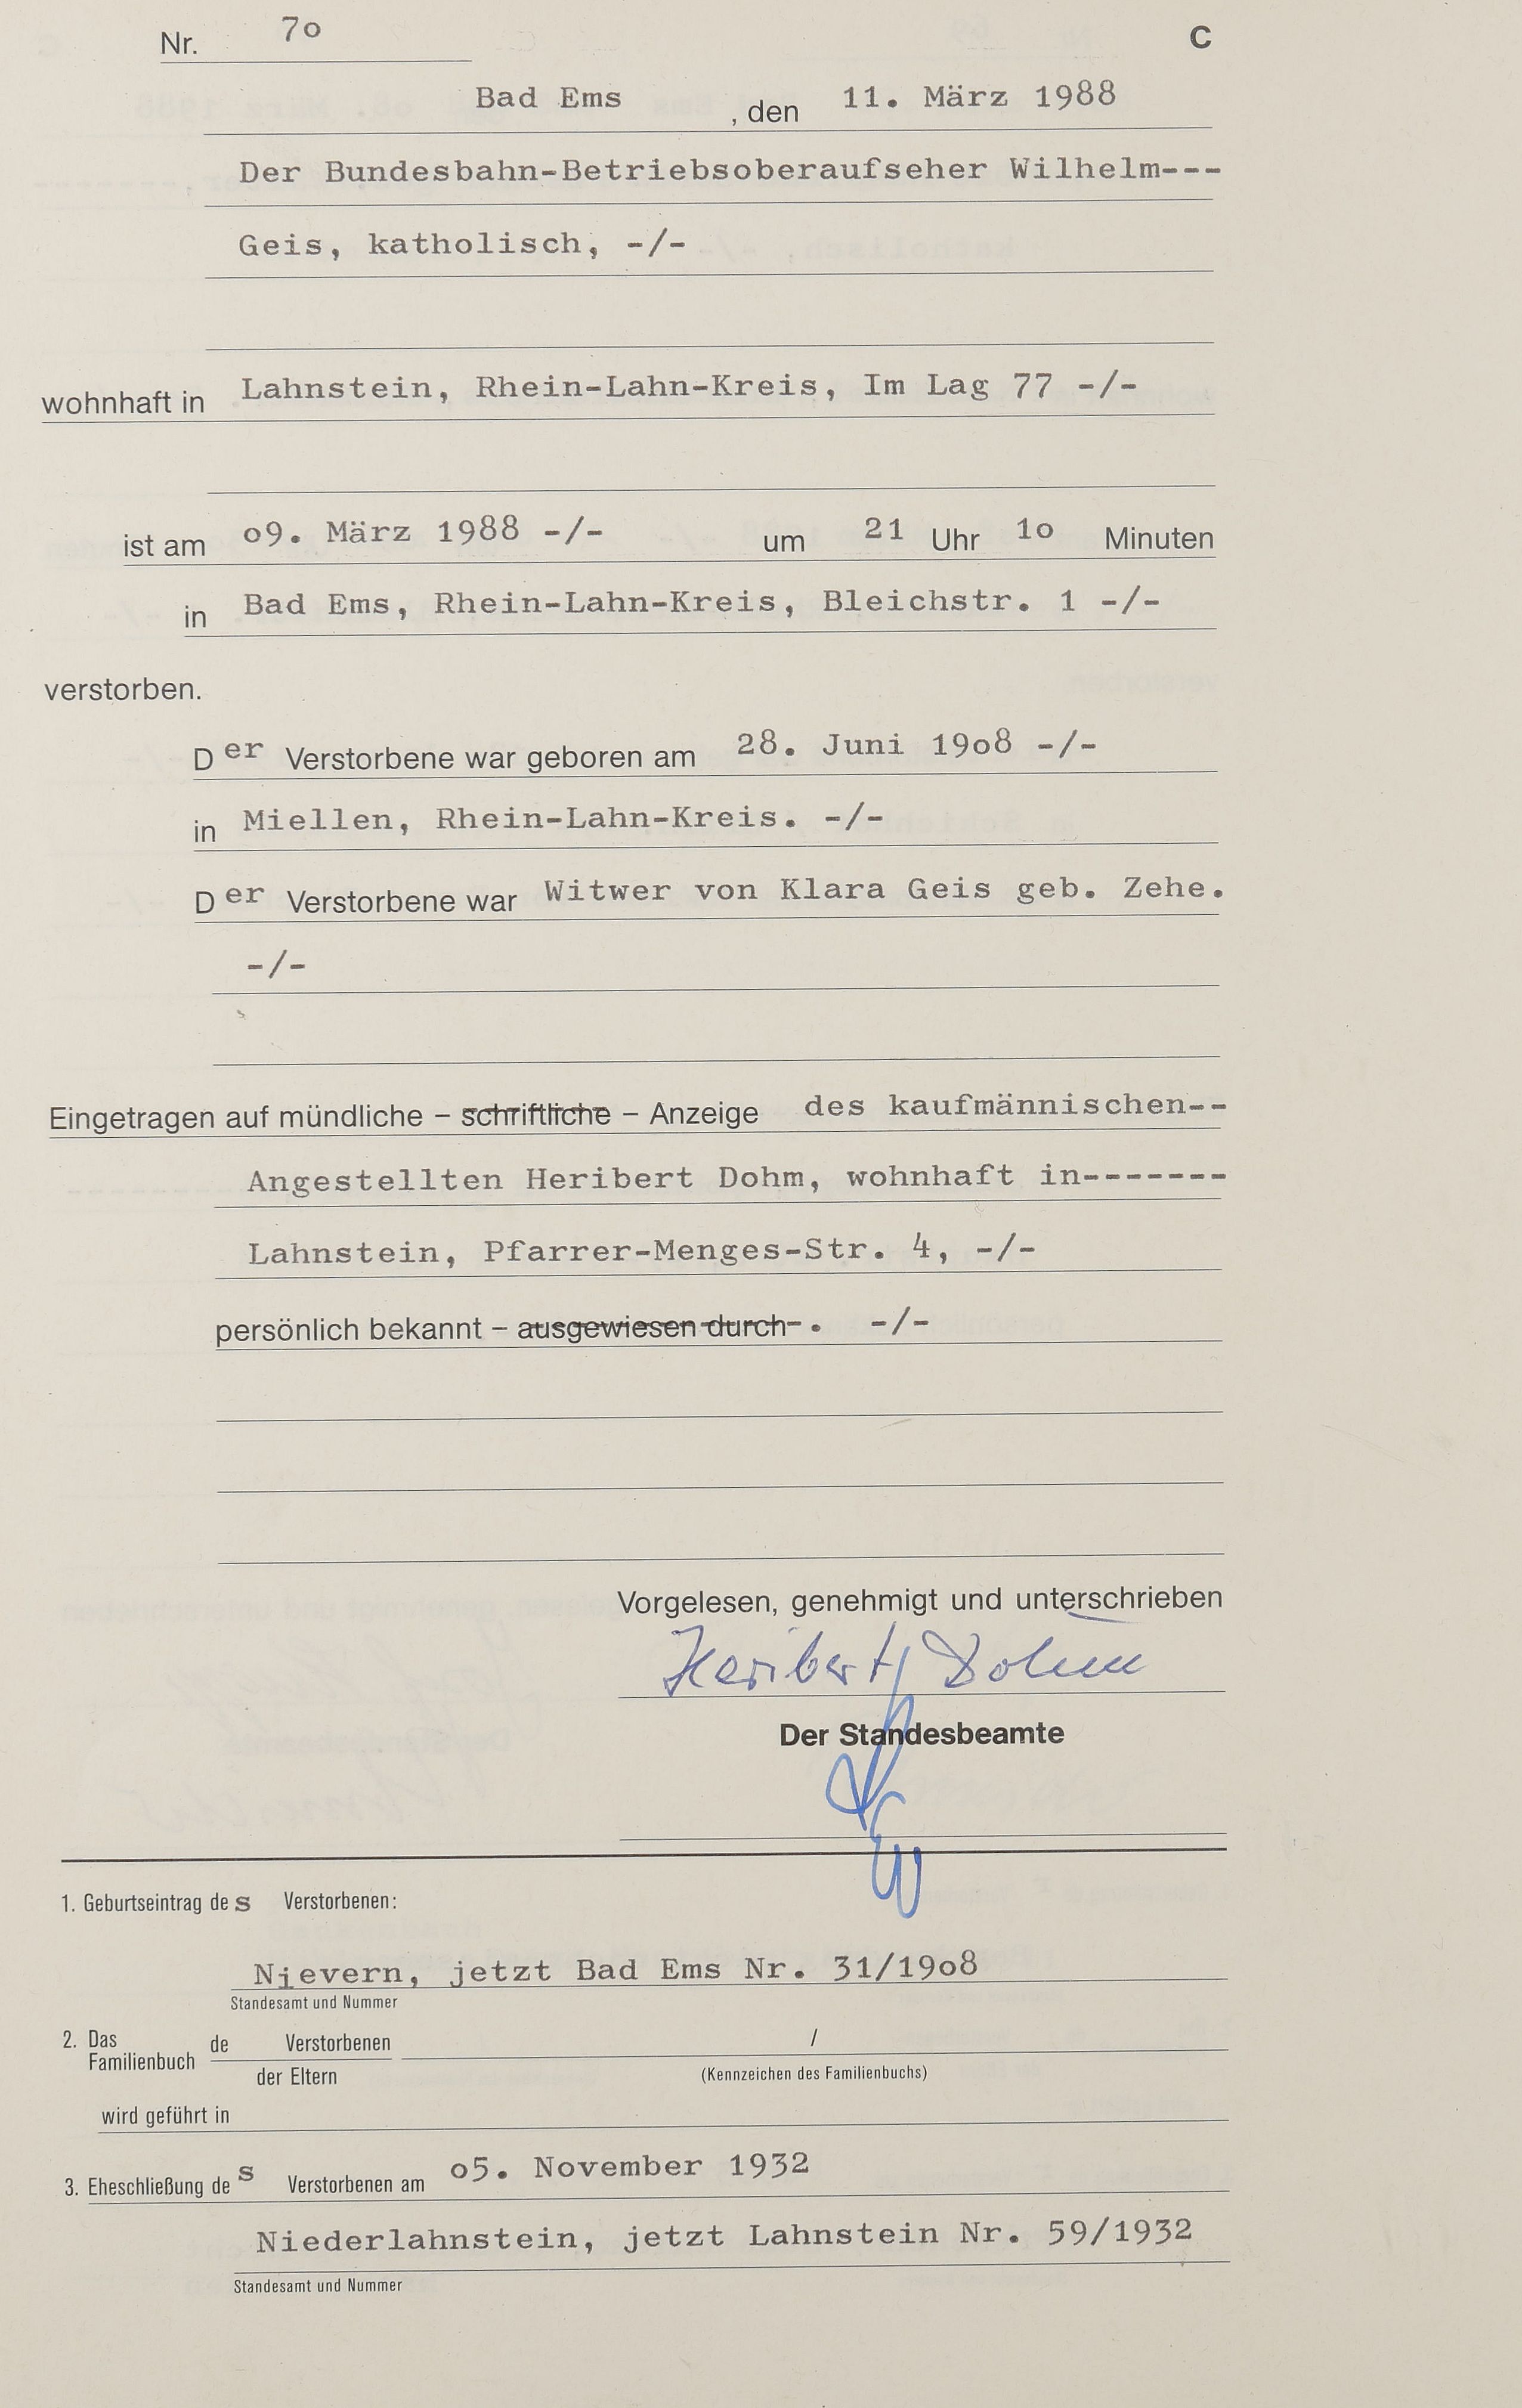 Nr. 7o C
Bad Ems , den 11. März 1988
Der Bundesbahn-Betriebsoberaufseher Wilhelm---
Geis, katholisch, -/-
wohnhaft in Lahnstein, Rhein-Lahn-Kreis, Im Lag 77 -/-
ist am o9. März 1988 -/- um 21 Uhr 1o Minuten
in Bad Ems, Rhein-Lahn-Kreis, Bleichstr. 1 -/-
verstorben.
Der Verstorbene war geboren am 28. Juni 19o8 -/-
in Miellen, Rhein-Lahn-Kreis. -/-
Der Verstorbene war Witwer von Klara Geis geb. Zehe.
-/-
Eingetragen auf mündliche – schriftliche – Anzeige des kaufmännischen--
Angestellten Heribert Dohm, wohnhaft in-------
Lahnstein, Pfarrer-Menges-Str. 4, -/-
persönlich bekannt – ausgewiesen durch-. -/-
Vorgelesen, genehmigt und unterschrieben
Heribert Dohm
Der Standesbeamte
1. Geburtseintrag des Verstorbenen:
Nievern, jetzt Bad Ems Nr. 31/19o8
Standesamt und Nummer
2. Das Familienbuch de Verstorbenen /
der Eltern (Kennzeichen des Familienbuchs)
wird geführt in
3. Eheschließung des Verstorbenen am o5. November 1932
Niederlahnstein, jetzt Lahnstein Nr. 59/1932
Standesamt und Nummer